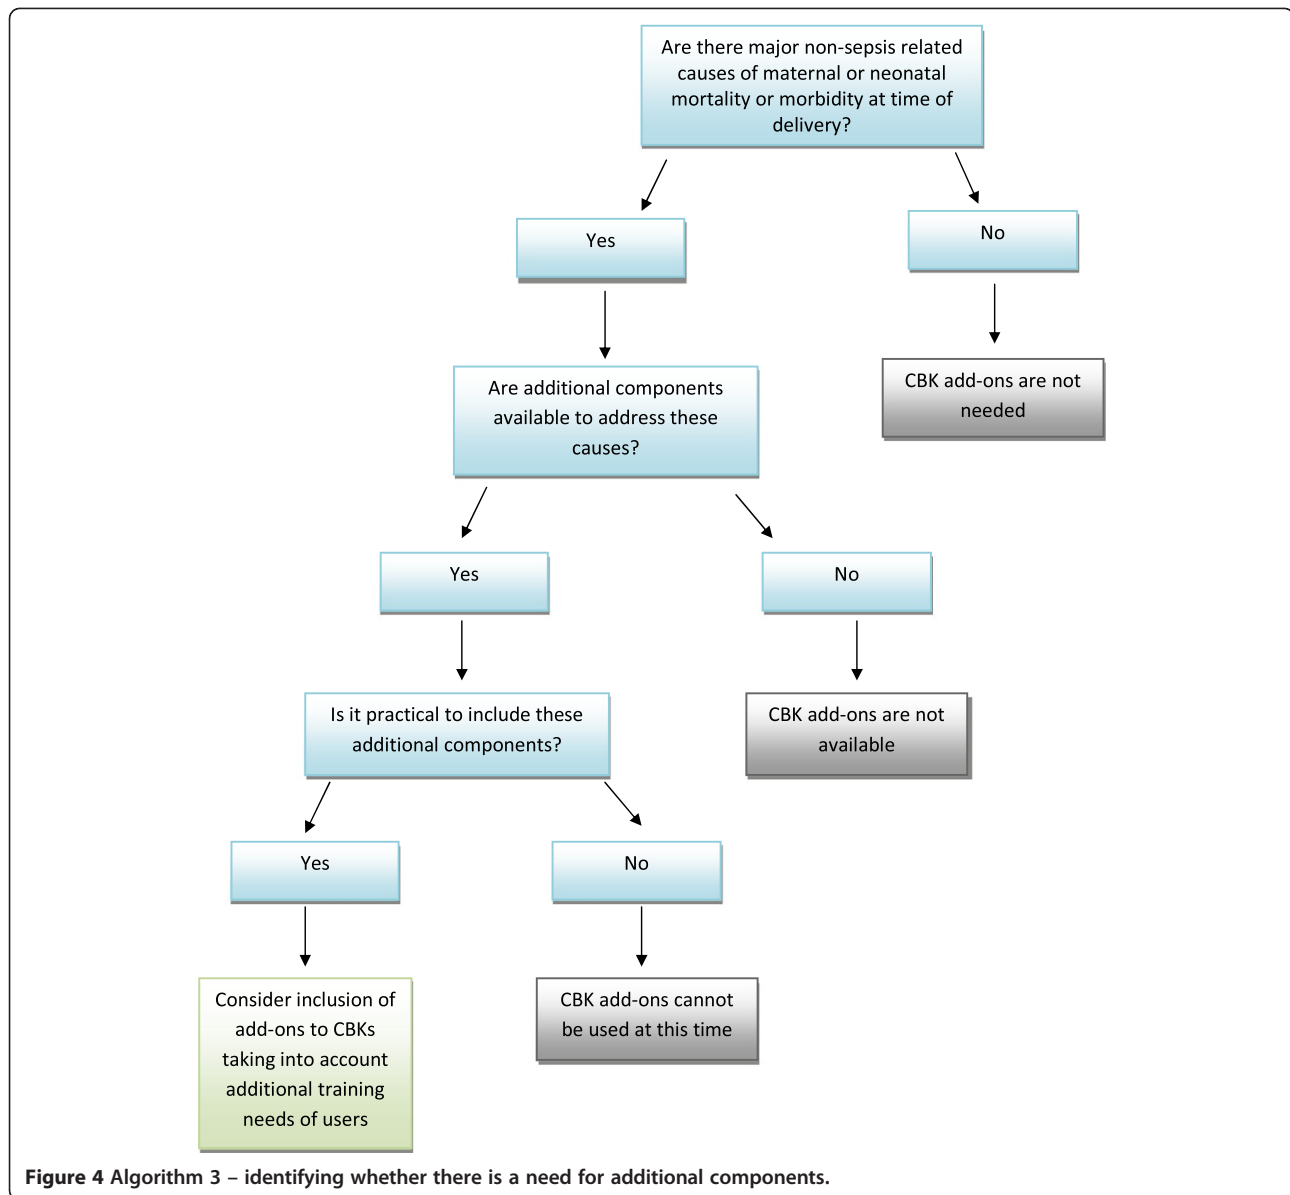 Are there major non-sepsis related
causes of maternal or neonatal
mortality or morbidity at time of
delivery?
Yes
No
CBK add-ons are not
needed
Are additional components
available to address these
causes?
Yes
No
Is it practical to include these
additional components?
CBK add-ons are not
available
Yes
No
Consider inclusion of
add-ons to CBKs
taking into account
additional training
needs of users
CBK add-ons cannot
be used at this time
Figure 4 Algorithm 3 – identifying whether there is a need for additional components.